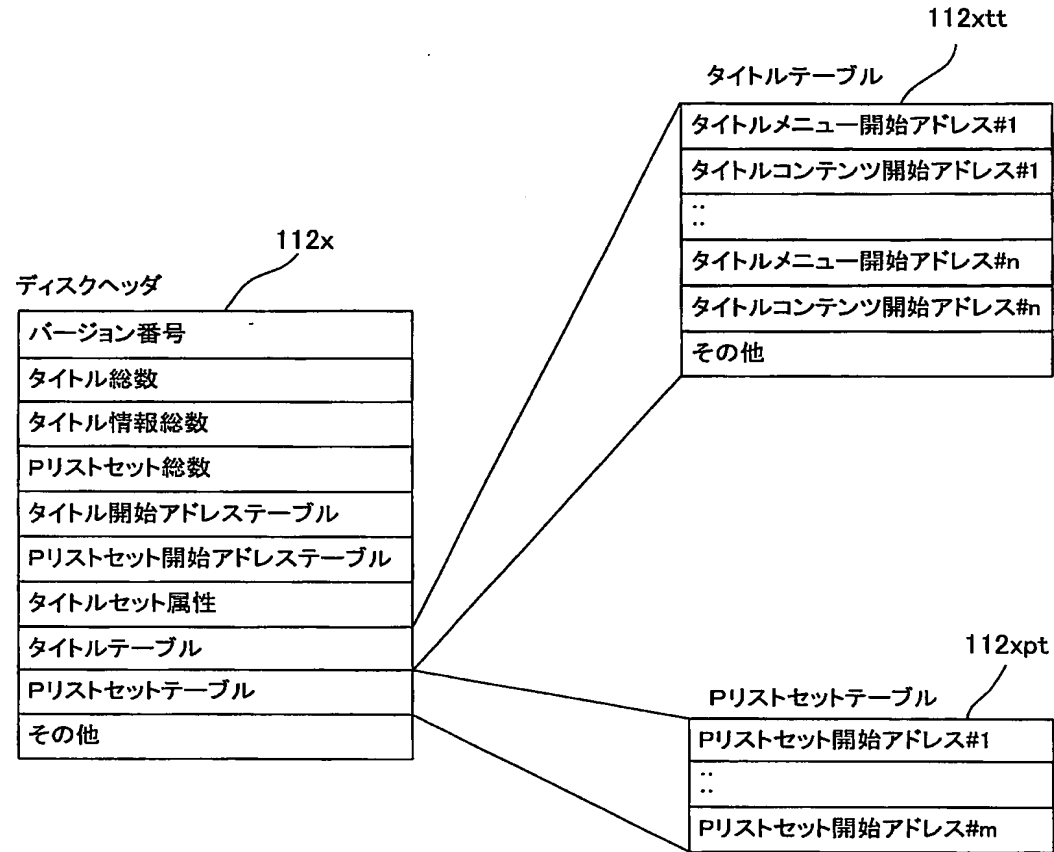 112xtt
タイトルテーブル
タイトルメニュー開始アドレス#1
タイトルコンテンツ開始アドレス#1
::
タイトルメニュー開始アドレス#n
タイトルコンテンツ開始アドレス#n
その他
112x
ディスクヘッダ
バージョン番号
タイトル総数
タイトル情報総数
Pリストセット総数
タイトル開始アドレステーブル
Pリストセット開始アドレステーブル
タイトルセット属性
タイトルテーブル
Pリストセットテーブル
その他
112xpt
Pリストセットテーブル
Pリストセット開始アドレス#1
::
Pリストセット開始アドレス#m